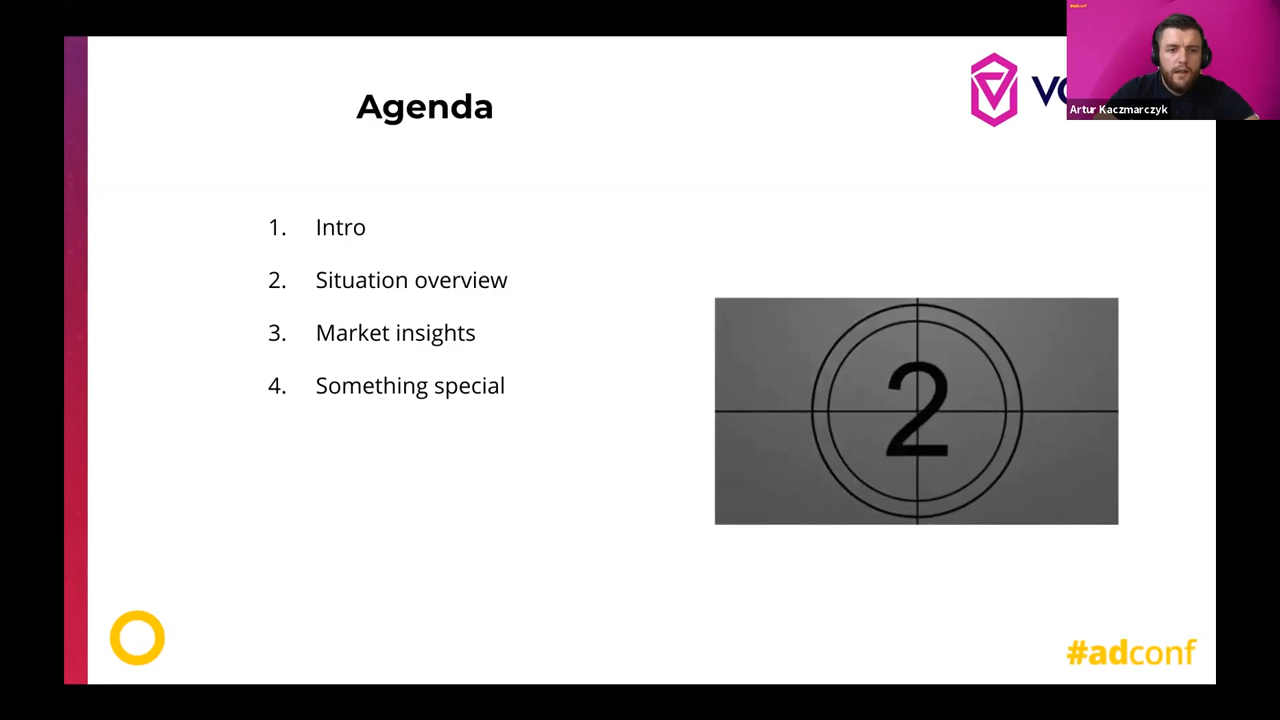 Agenda
1. Intro
2. Situation overview
3. Market insights
4. Something special
2
Artur Kaczmarczyk
#adconf